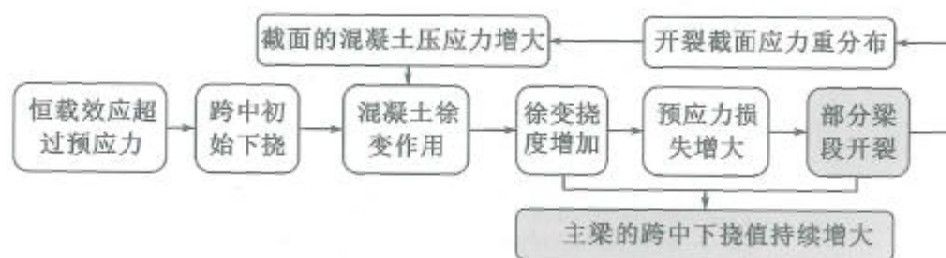 截面的混凝土压应力增大
开裂截面应力重分布
恒载效应超
过预应力
跨中初
始下挠
混凝土徐
变作用
徐变挠
度增加
预应力损
失增大
部分梁
段开裂
主梁的跨中下挠值持续增大